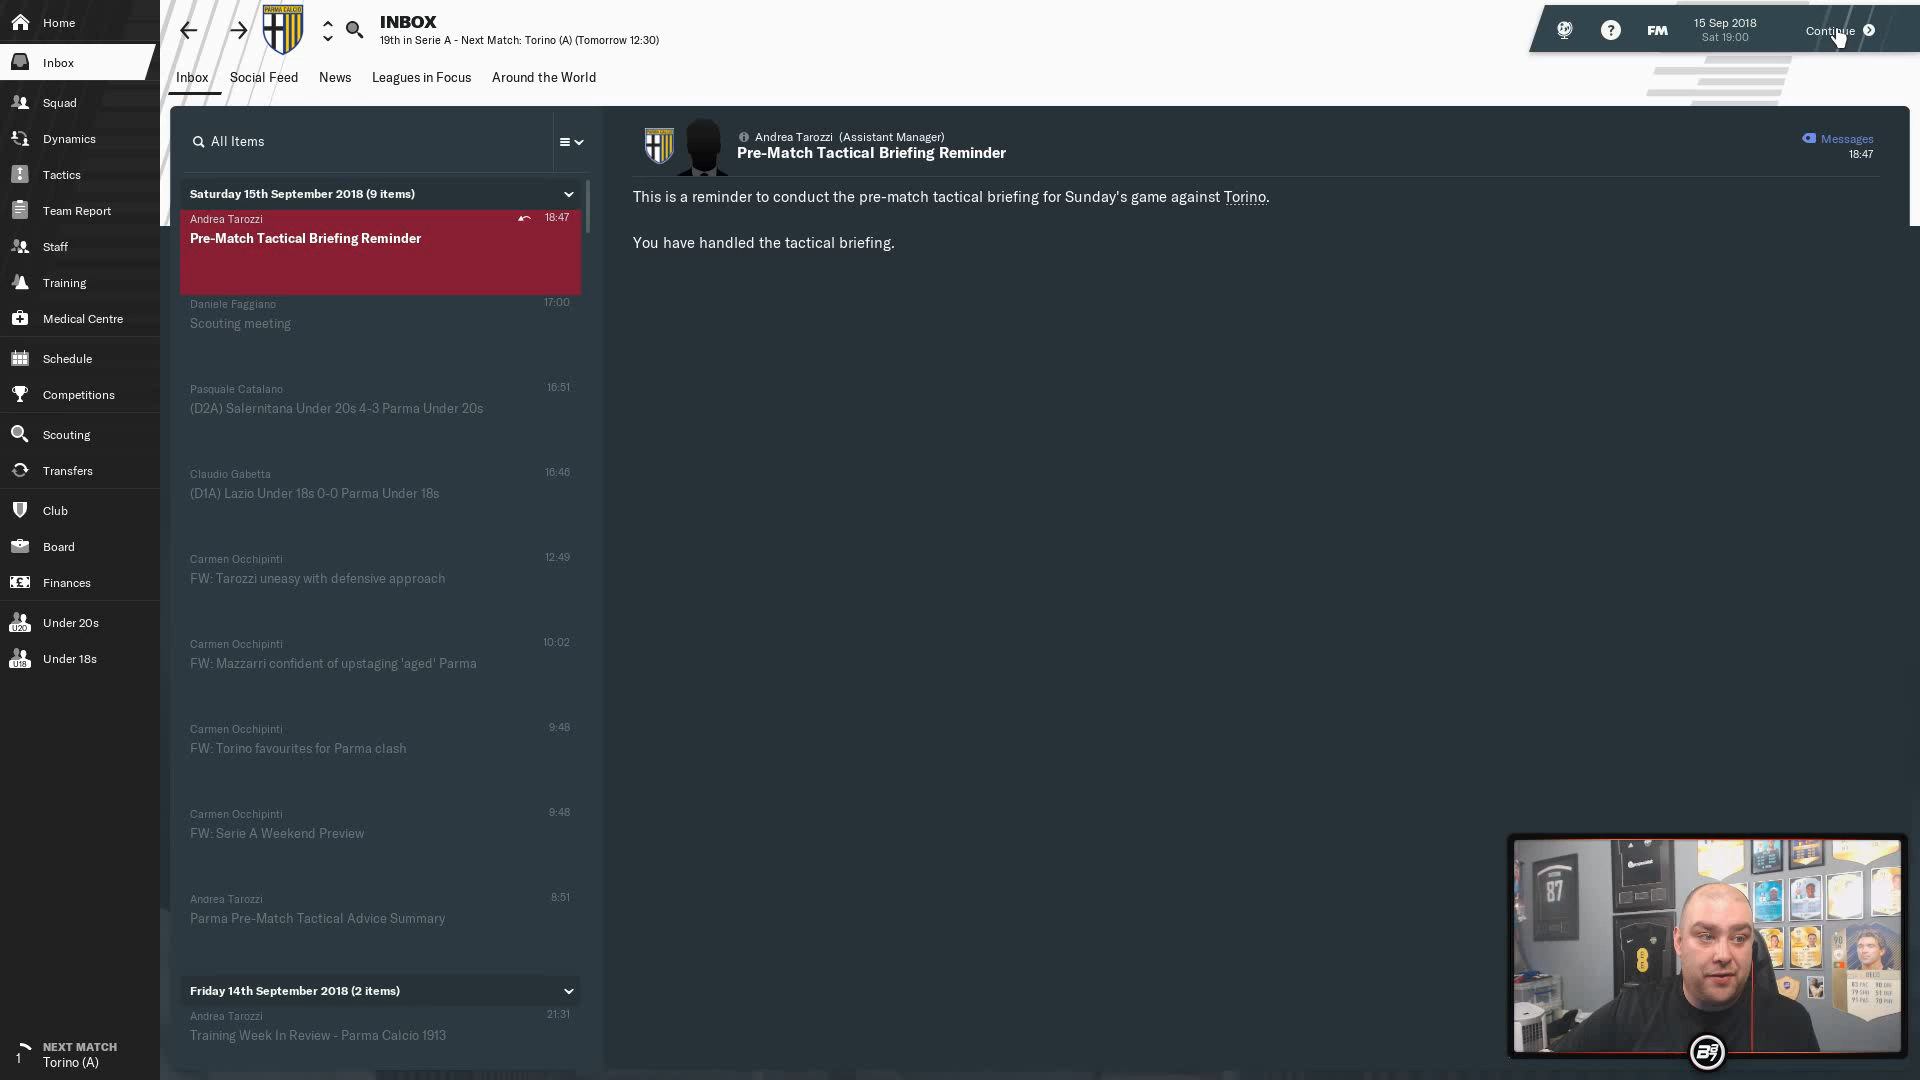 Home
Inbox
Squad
Dynamics
Tactics
Team Report
Staff
Training
Medical Centre
Schedule
Competitions
Scouting
Transfers
Club
Board
Finances
U20
Under 20s
U18
Under 18s
1
NEXT MATCH
Torino (A)
INBOX
19th in Serie A - Next Match: Torino (A) (Tomorrow 12:30)
FM
15 Sep 2018
Sat 19:00
Continue
Inbox
Social Feed
News
Leagues in Focus
Around the World
All Items
Saturday 15th September 2018 (9 items)
Andrea Tarozzi
18:47
Pre-Match Tactical Briefing Reminder
Daniele Faggiano
17:00
Scouting meeting
Pasquale Catalano
16:51
(D2A) Salernitana Under 20s 4-3 Parma Under 20s
Claudio Gabetta
16:46
(D1A) Lazio Under 18s 0-0 Parma Under 18s
Carmen Occhipinti
12:49
FW: Tarozzi uneasy with defensive approach
Carmen Occhipinti
10:02
FW: Mazzarri confident of upstaging 'aged' Parma
Carmen Occhipinti
9:48
FW: Torino favourites for Parma clash
Carmen Occhipinti
9:48
FW: Serie A Weekend Preview
Andrea Tarozzi
8:51
Parma Pre-Match Tactical Advice Summary
Friday 14th September 2018 (2 items)
Andrea Tarozzi
21:31
Training Week In Review - Parma Calcio 1913
Andrea Tarozzi (Assistant Manager)
Pre-Match Tactical Briefing Reminder
Messages
18:47
This is a reminder to conduct the pre-match tactical briefing for Sunday's game against Torino.
You have handled the tactical briefing.
87
90